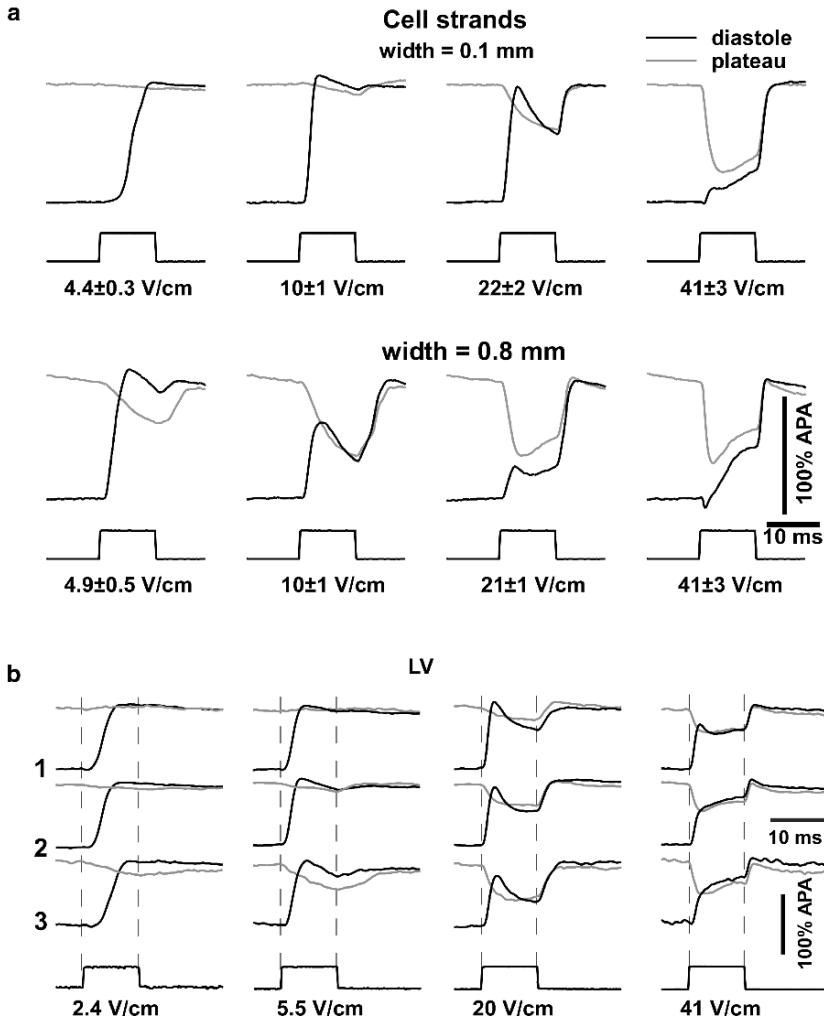 a
Cell strands
width = 0.1 mm
diastole
plateau
4.4±0.3 V/cm
10±1 V/cm
22±2 V/cm
41±3 V/cm
width = 0.8 mm
100% APA
10 ms
4.9±0.5 V/cm
10±1 V/cm
21±1 V/cm
41±3 V/cm
b
LV
1
2
3
10 ms
100% APA
2.4 V/cm
5.5 V/cm
20 V/cm
41 V/cm